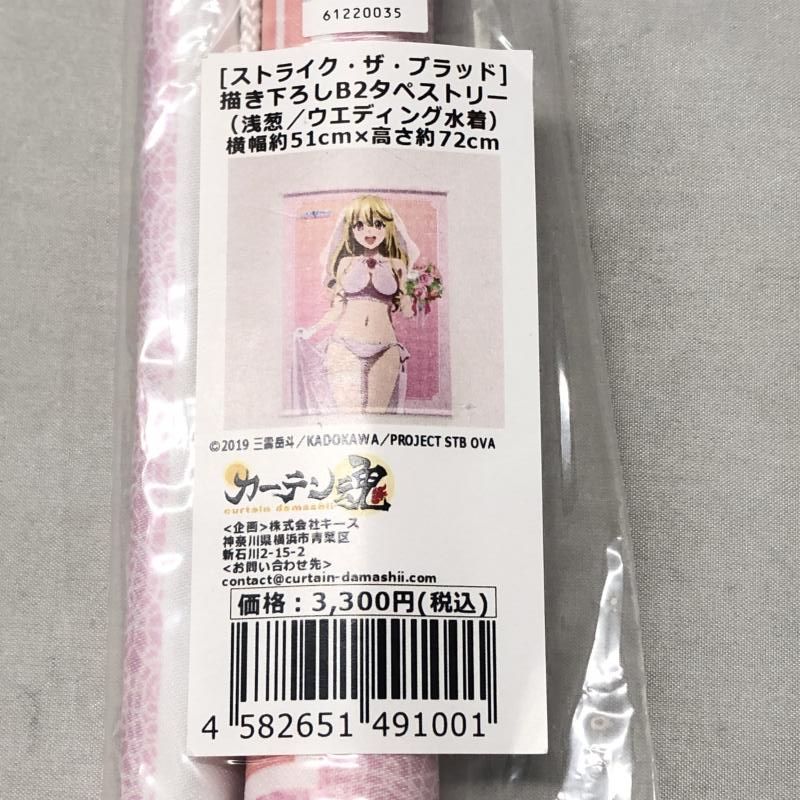 61220035
[ストライク・ザ・ブラッド]
描き下ろしB2タペストリー
(浅葱/ウエディング水着)
横幅約51cm×高さ約72cm
©2019 三雲岳斗/KADOKAWA/PROJECT STB OVA
カーテン魂
curtain damashii
<企画>株式会社キース
神奈川県横浜市青葉区
新石川2-15-2
<お問い合わせ先>
contact@curtain-damashii.com
価格:3,300円(税込)
4 582651 491001